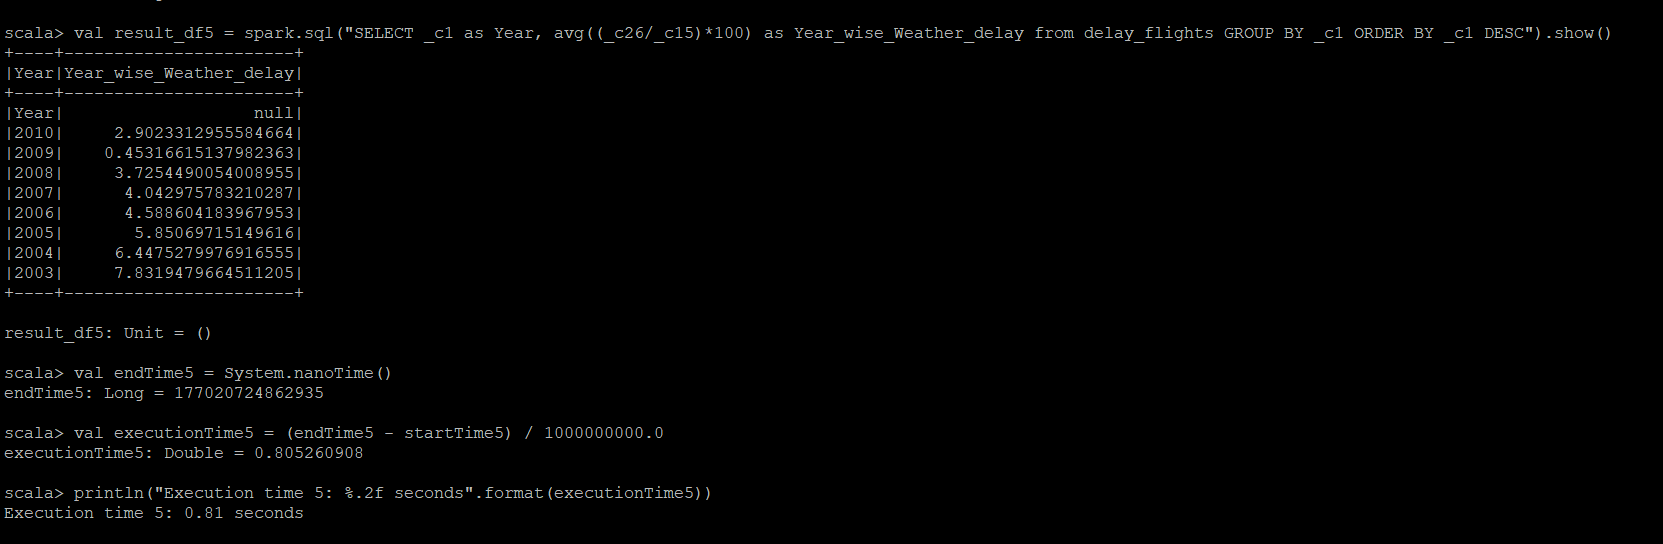 scala> val result_df5 = spark.sql("SELECT _c1 as Year, avg((_c26/_c15)*100) as Year_wise_Weather_delay from delay_flights GROUP BY _c1 ORDER BY _c1 DESC").show()
+----+-----------------------+
|Year|Year_wise_Weather_delay|
+----+-----------------------+
|Year|                   null|
|2010|     2.9023312955584664|
|2009|    0.45316615137982363|
|2008|     3.7254490054008955|
|2007|      4.042975783210287|
|2006|      4.588604183967953|
|2005|       5.85069715149616|
|2004|     6.4475279976916555|
|2003|     7.8319479664511205|
+----+-----------------------+
result_df5: Unit = ()
scala> val endTime5 = System.nanoTime()
endTime5: Long = 177020724862935
scala> val executionTime5 = (endTime5 - startTime5) / 1000000000.0
executionTime5: Double = 0.805260908
scala> println("Execution time 5: %.2f seconds".format(executionTime5))
Execution time 5: 0.81 seconds